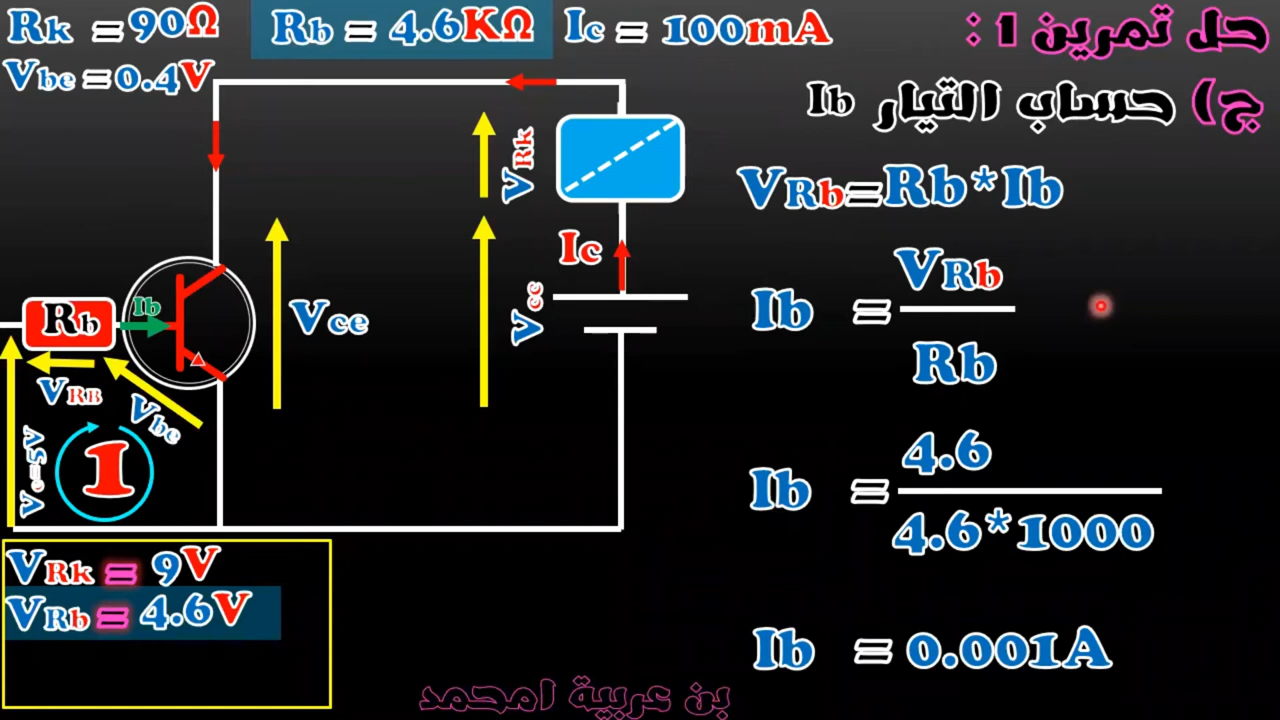 Rk = 90Ω Rb = 4.6KΩ Ic = 100mA
حل تمرين 1 :
Vbe = 0.4V
ج) حساب التيار Ib
VRk
VRb=Rb*Ib
Ic
Ib = VRb
Rb
Ib
Rb
Vce
Vcc
VRB
Vbe
V=5V
1
Ib = 4.6
4.6*1000
VRk = 9V
VRb = 4.6V
Ib = 0.001A
بن عربية امحمد